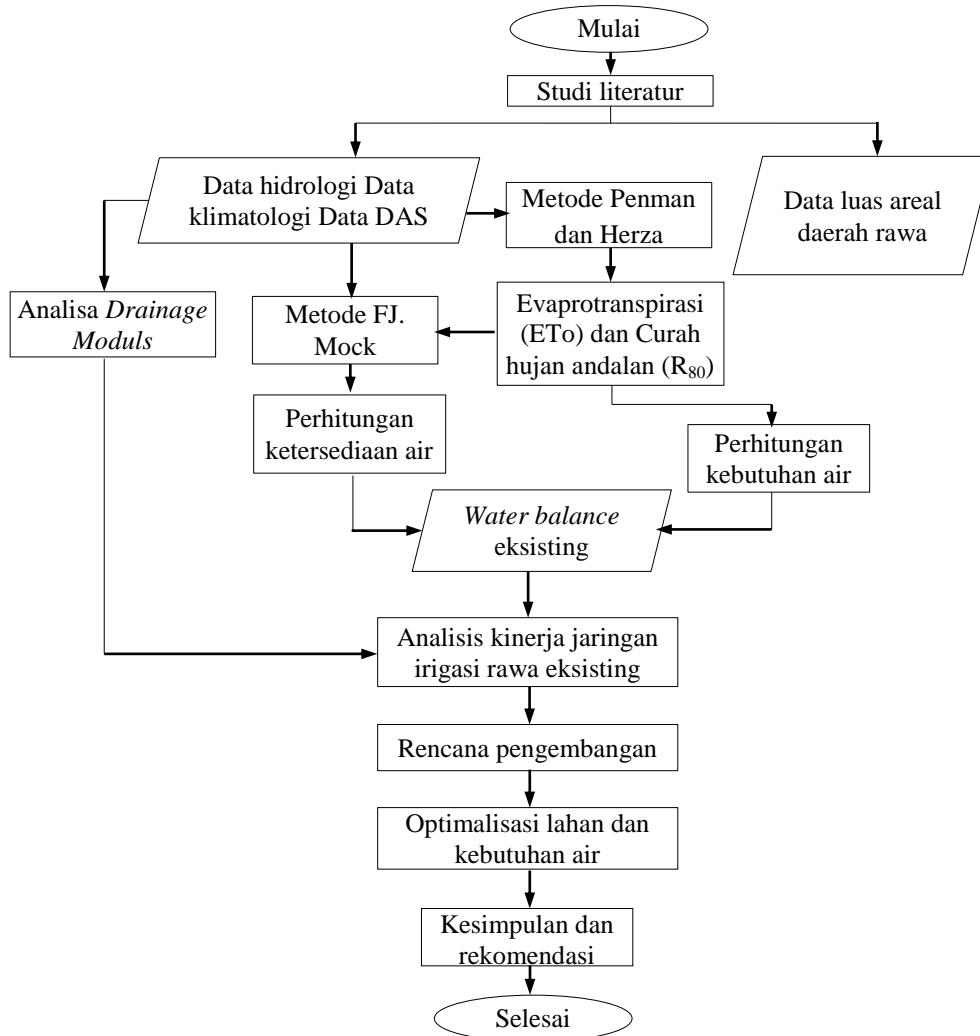 Mulai
Studi literatur
Data hidrologi Data
klimatologi Data DAS
Metode Penman
dan Herza
Data luas areal
daerah rawa
Analisa Drainage
Moduls
Metode FJ.
Mock
Evaprotranspirasi
(ETo) dan Curah
hujan andalan (R₈₀)
Perhitungan
ketersediaan air
Perhitungan
kebutuhan air
Water balance
eksisting
Analisis kinerja jaringan
irigasi rawa eksisting
Rencana pengembangan
Optimalisasi lahan dan
kebutuhan air
Kesimpulan dan
rekomendasi
Selesai